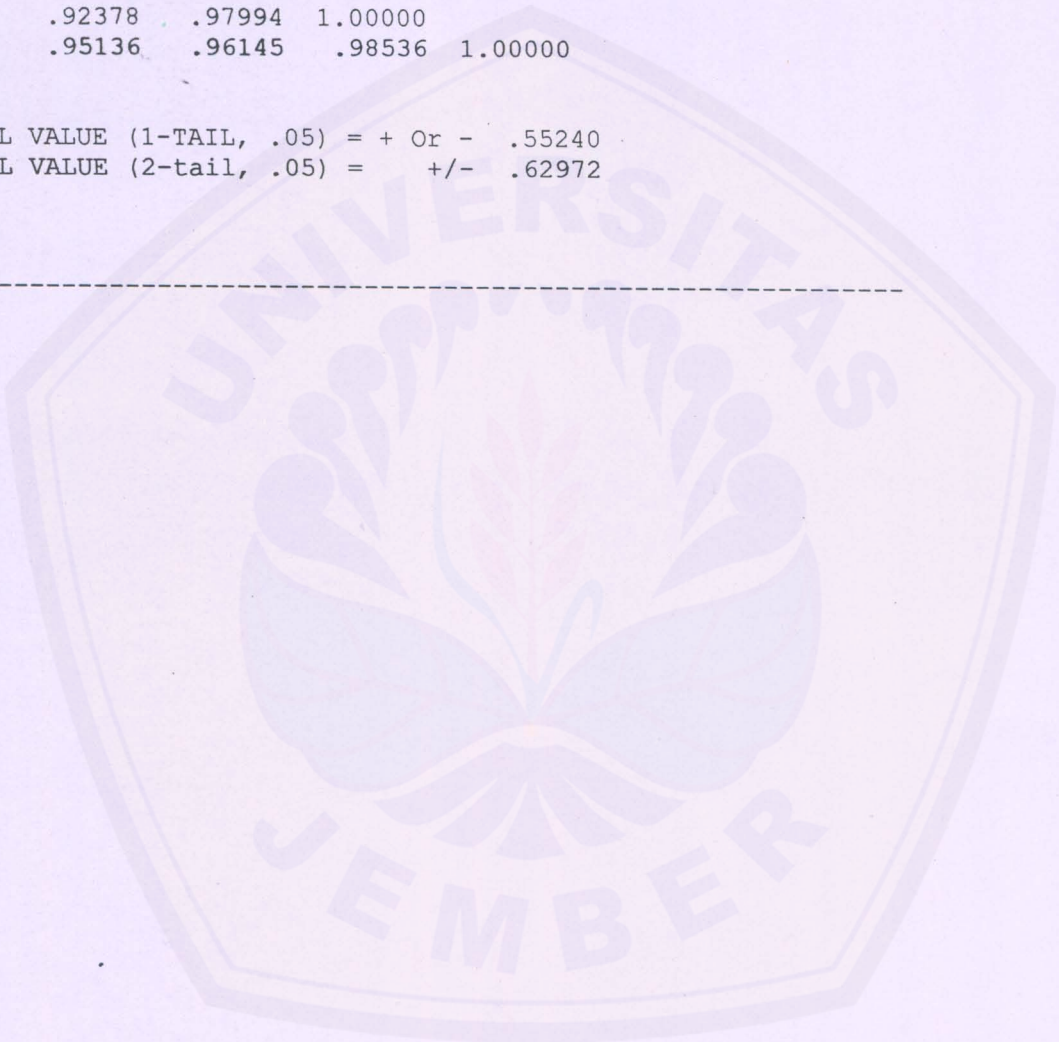 .92378 .97994 1.00000
.95136 .96145 .98536 1.00000
L VALUE (1-TAIL, .05) = + Or - .55240
L VALUE (2-tail, .05) = +/- .62972
--------------------------------------------------------------------------
UNIVERSITAS
JEMBER